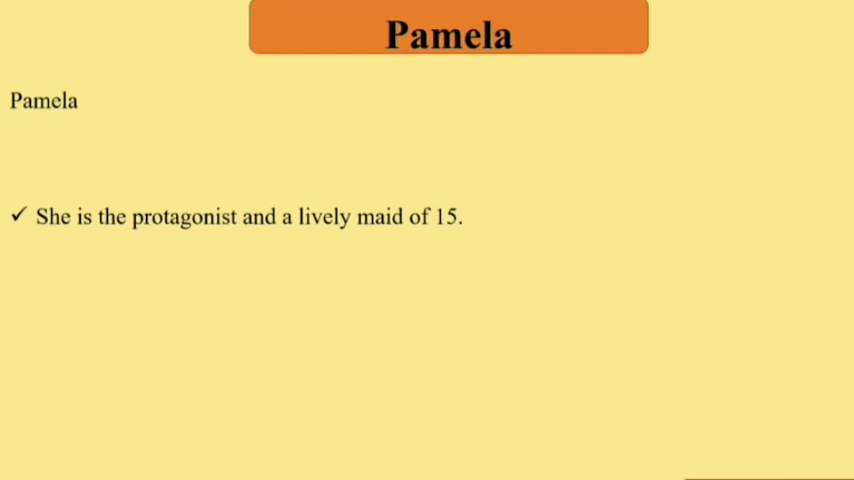 Pamela
Pamela
✓ She is the protagonist and a lively maid of 15.